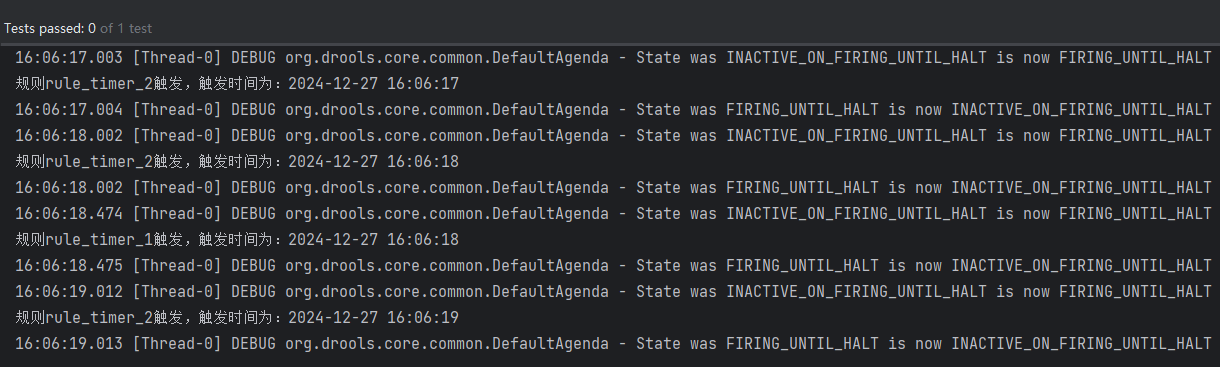 Tests passed: 0 of 1 test
16:06:17.003 [Thread-0] DEBUG org.drools.core.common.DefaultAgenda - State was INACTIVE_ON_FIRING_UNTIL_HALT is now FIRING_UNTIL_HALT
规则rule_timer_2触发，触发时间为：2024-12-27 16:06:17
16:06:17.004 [Thread-0] DEBUG org.drools.core.common.DefaultAgenda - State was FIRING_UNTIL_HALT is now INACTIVE_ON_FIRING_UNTIL_HALT
16:06:18.002 [Thread-0] DEBUG org.drools.core.common.DefaultAgenda - State was INACTIVE_ON_FIRING_UNTIL_HALT is now FIRING_UNTIL_HALT
规则rule_timer_2触发，触发时间为：2024-12-27 16:06:18
16:06:18.002 [Thread-0] DEBUG org.drools.core.common.DefaultAgenda - State was FIRING_UNTIL_HALT is now INACTIVE_ON_FIRING_UNTIL_HALT
16:06:18.474 [Thread-0] DEBUG org.drools.core.common.DefaultAgenda - State was INACTIVE_ON_FIRING_UNTIL_HALT is now FIRING_UNTIL_HALT
规则rule_timer_1触发，触发时间为：2024-12-27 16:06:18
16:06:18.475 [Thread-0] DEBUG org.drools.core.common.DefaultAgenda - State was FIRING_UNTIL_HALT is now INACTIVE_ON_FIRING_UNTIL_HALT
16:06:19.012 [Thread-0] DEBUG org.drools.core.common.DefaultAgenda - State was INACTIVE_ON_FIRING_UNTIL_HALT is now FIRING_UNTIL_HALT
规则rule_timer_2触发，触发时间为：2024-12-27 16:06:19
16:06:19.013 [Thread-0] DEBUG org.drools.core.common.DefaultAgenda - State was FIRING_UNTIL_HALT is now INACTIVE_ON_FIRING_UNTIL_HALT